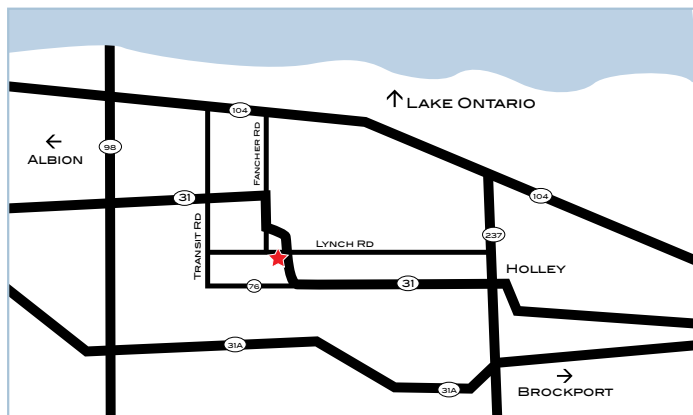 ↑ LAKE ONTARIO
104
FANCHER RD
←
ALBION
98
31
104
TRANSIT RD
237
LYNCH RD
HOLLEY
76
31
31A
→
31A
BROCKPORT